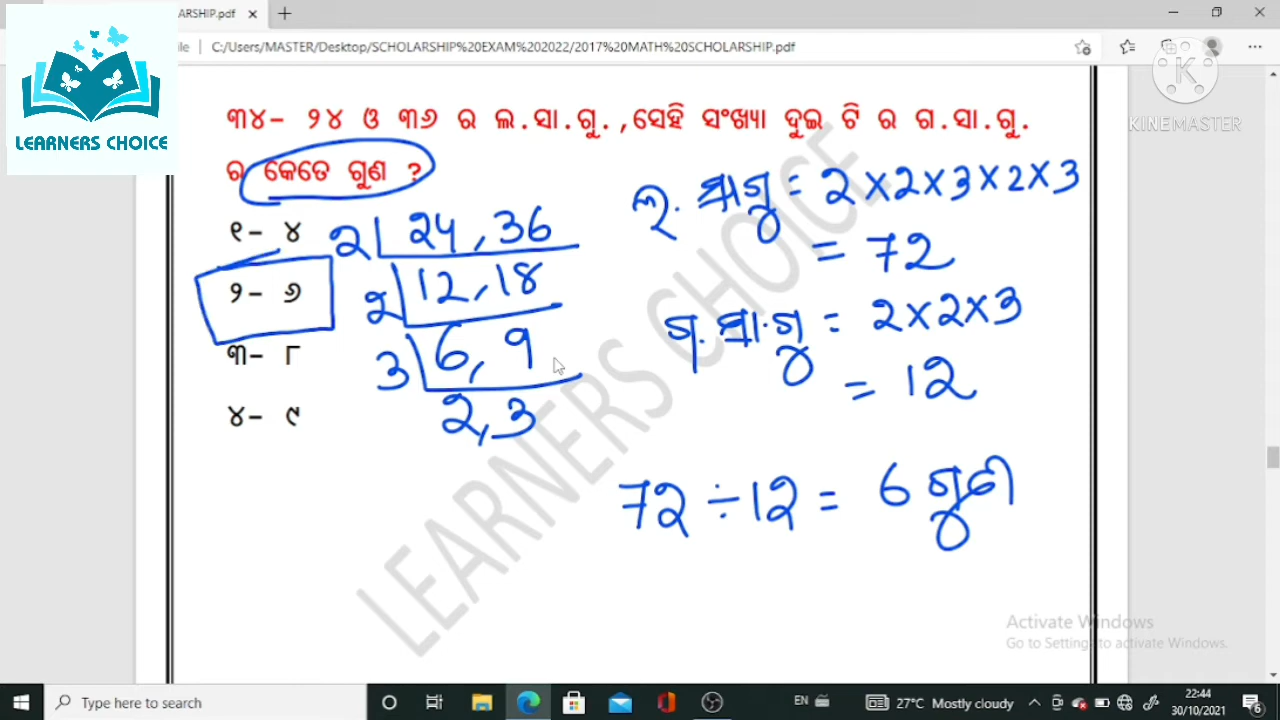 ARSHIP.pdf
ile C:/Users/MASTER/Desktop/SCHOLARSHIP%20EXAM%202022/2017%20MATH%20SCHOLARSHIP.pdf
LEARNERS CHOICE
K
KINEMASTER
୩୪- ୨୪ ଓ ୩୬ ର ଲ.ସା.ଗୁ.,ସେହି ସଂଖ୍ୟା ଦୁଇ ଟି ର ଗ.ସା.ଗୁ.
ର କେତେ ଗୁଣ ?
୧- ୪
୨- ୬
୩- ୮
୪- ୯
2 24, 36
2 12, 18
3 6, 9
2, 3
ଲ. ସାଗୁ = 2×2×3×2×3
= 72
ଗ.ସା.ଗୁ = 2×2×3
= 12
72 ÷ 12 = 6 ଗୁଣ
LEARNERS CHOICE
Activate Windows
Go to Settings to activate Windows.
Type here to search
EN
27°C Mostly cloudy
22:44
30/10/2021
6